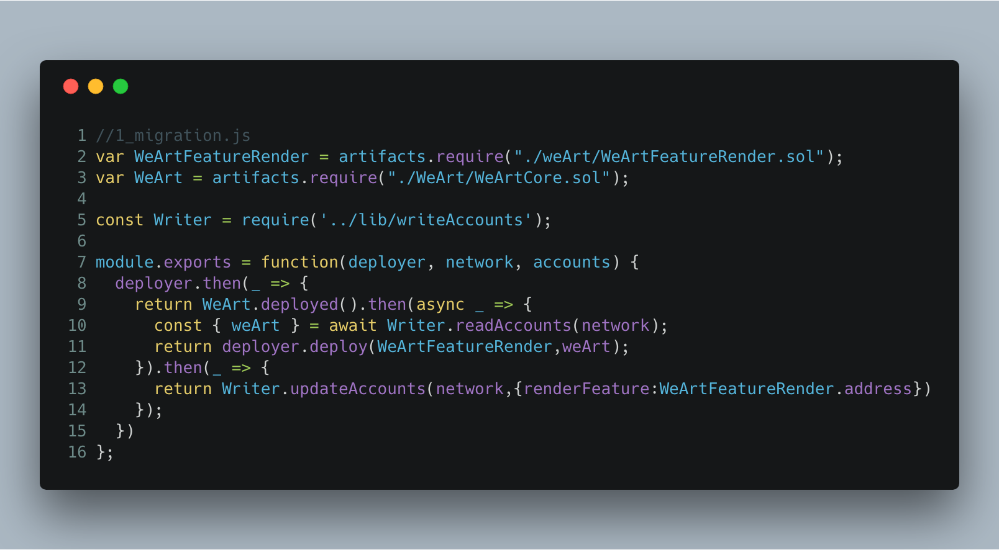 1 //1_migration.js
2 var WeArtFeatureRender = artifacts.require("./weArt/WeArtFeatureRender.sol");
3 var WeArt = artifacts.require("./WeArt/WeArtCore.sol");
4
5 const Writer = require('../lib/writeAccounts');
6
7 module.exports = function(deployer, network, accounts) {
8   deployer.then(_ => {
9     return WeArt.deployed().then(async _ => {
10       const { weArt } = await Writer.readAccounts(network);
11       return deployer.deploy(WeArtFeatureRender,weArt);
12     }).then(_ => {
13       return Writer.updateAccounts(network,{renderFeature:WeArtFeatureRender.address})
14     });
15   })
16 };